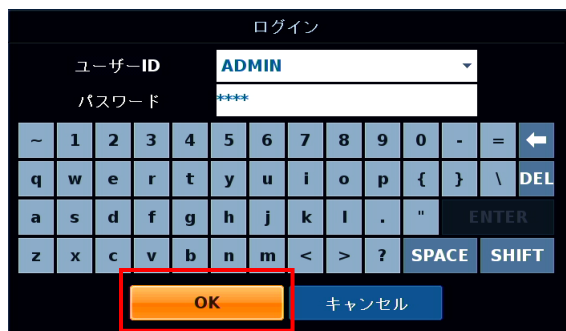 ログイン
ユーザーID ADMIN
パスワード ****
~ 1 2 3 4 5 6 7 8 9 0 - = ←
q w e r t y u i o p { } \ DEL
a s d f g h j k l . " ENTER
z x c v b n m < > ? SPACE SHIFT
OK キャンセル